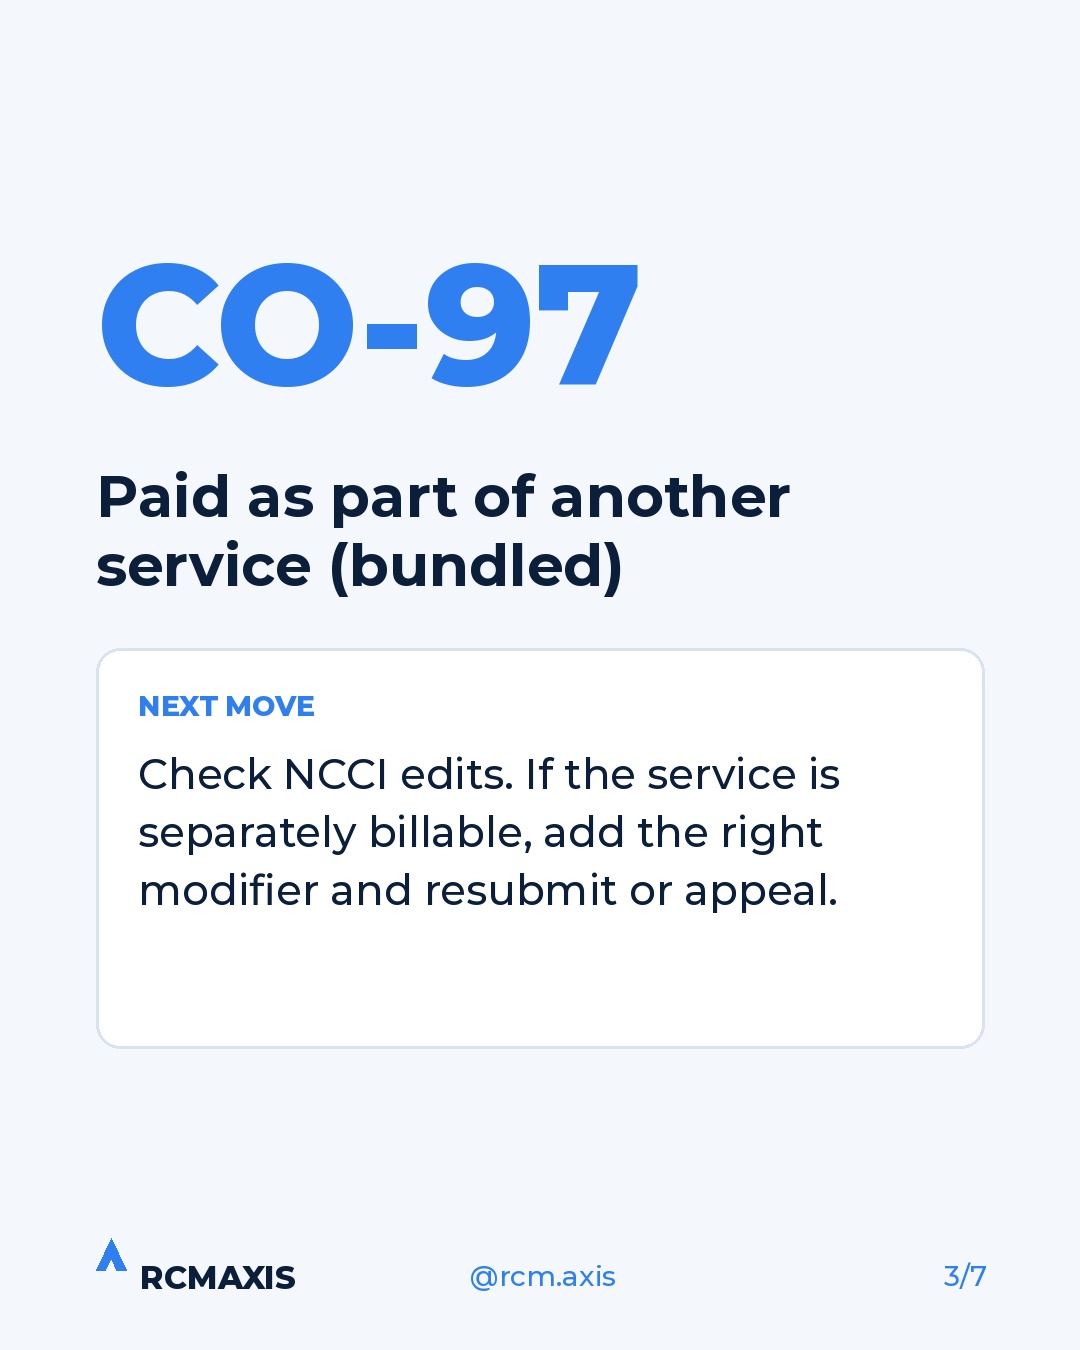 CO-97
Paid as part of another
service (bundled)
NEXT MOVE
Check NCCI edits. If the service is
separately billable, add the right
modifier and resubmit or appeal.
RCMAXIS
@rcm.axis
3/7